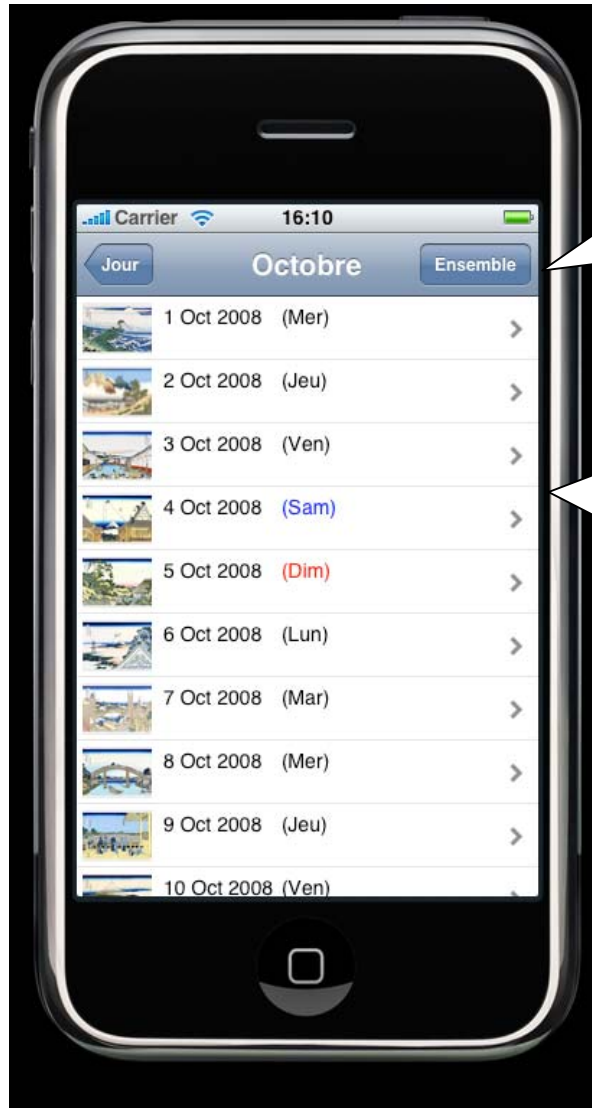 Carrier 16:10
Jour Octobre Ensemble
1 Oct 2008 (Mer)
2 Oct 2008 (Jeu)
3 Oct 2008 (Ven)
4 Oct 2008 (Sam)
5 Oct 2008 (Dim)
6 Oct 2008 (Lun)
7 Oct 2008 (Mar)
8 Oct 2008 (Mer)
9 Oct 2008 (Jeu)
10 Oct 2008 (Ven)